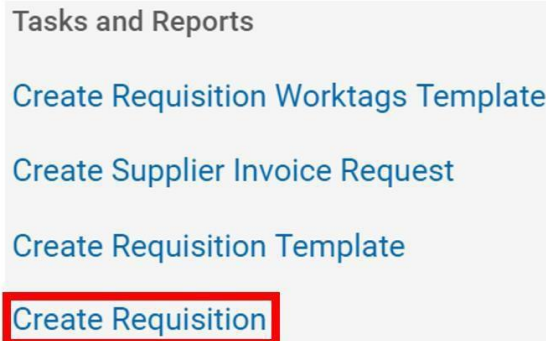 Tasks and Reports
Create Requisition Worktags Template
Create Supplier Invoice Request
Create Requisition Template
Create Requisition